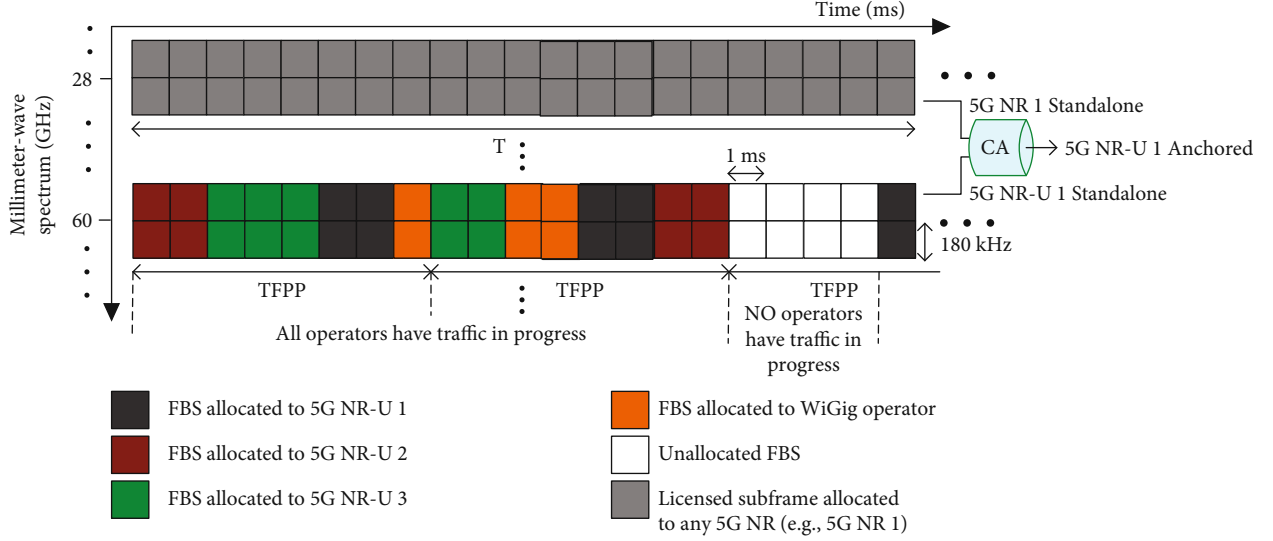 Time (ms)
Millimeter-wave
spectrum (GHz)
28
5G NR 1 Standalone
T
CA
5G NR-U 1 Anchored
1 ms
5G NR-U 1 Standalone
60
180 kHz
TFPP
TFPP
TFPP
All operators have traffic in progress
NO operators
have traffic in
progress
FBS allocated to 5G NR-U 1
FBS allocated to 5G NR-U 2
FBS allocated to 5G NR-U 3
FBS allocated to WiGig operator
Unallocated FBS
Licensed subframe allocated
to any 5G NR (e.g., 5G NR 1)